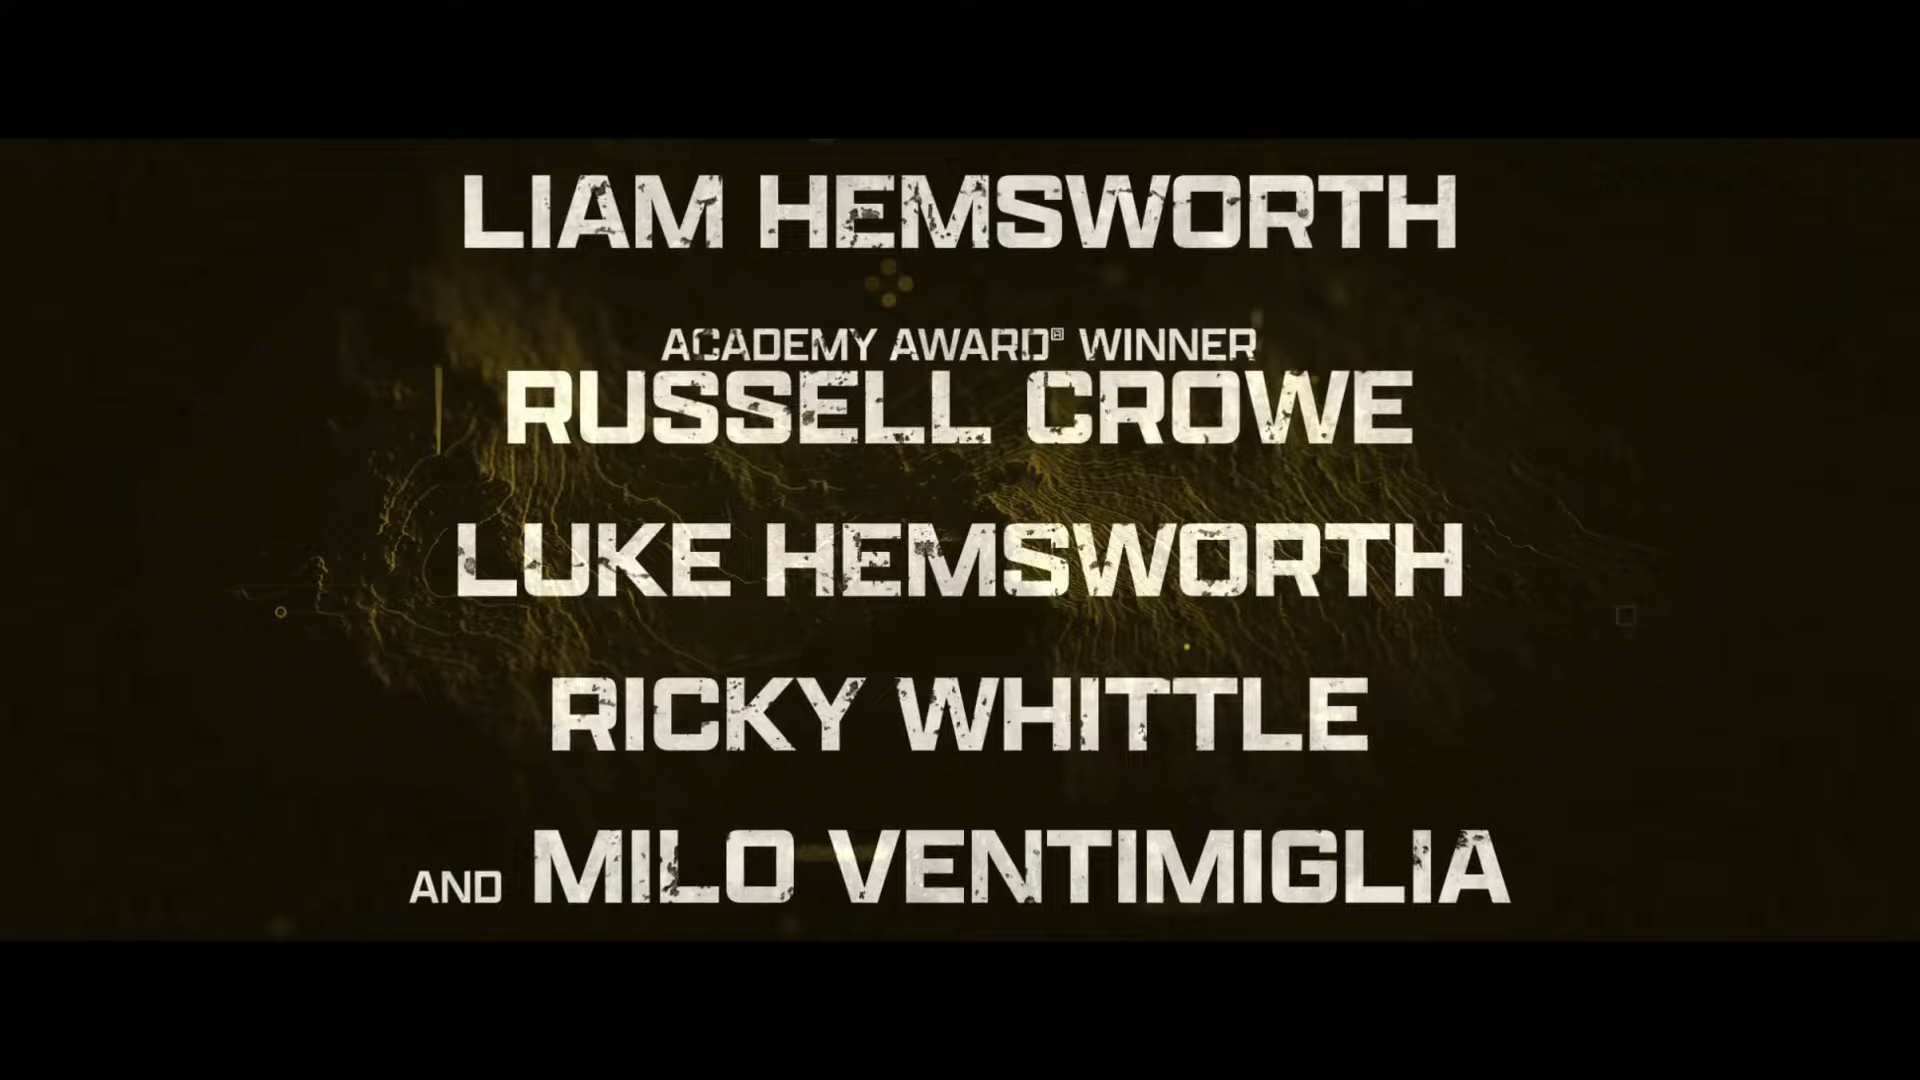 LIAM HEMSWORTH
ACADEMY AWARD® WINNER
RUSSELL CROWE
LUKE HEMSWORTH
RICKY WHITTLE
AND MILO VENTIMIGLIA